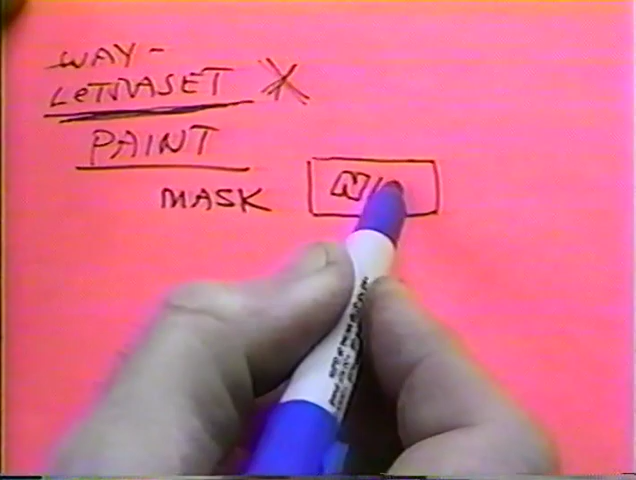 WAY-
LETRASET X
PAINT
MASK
N